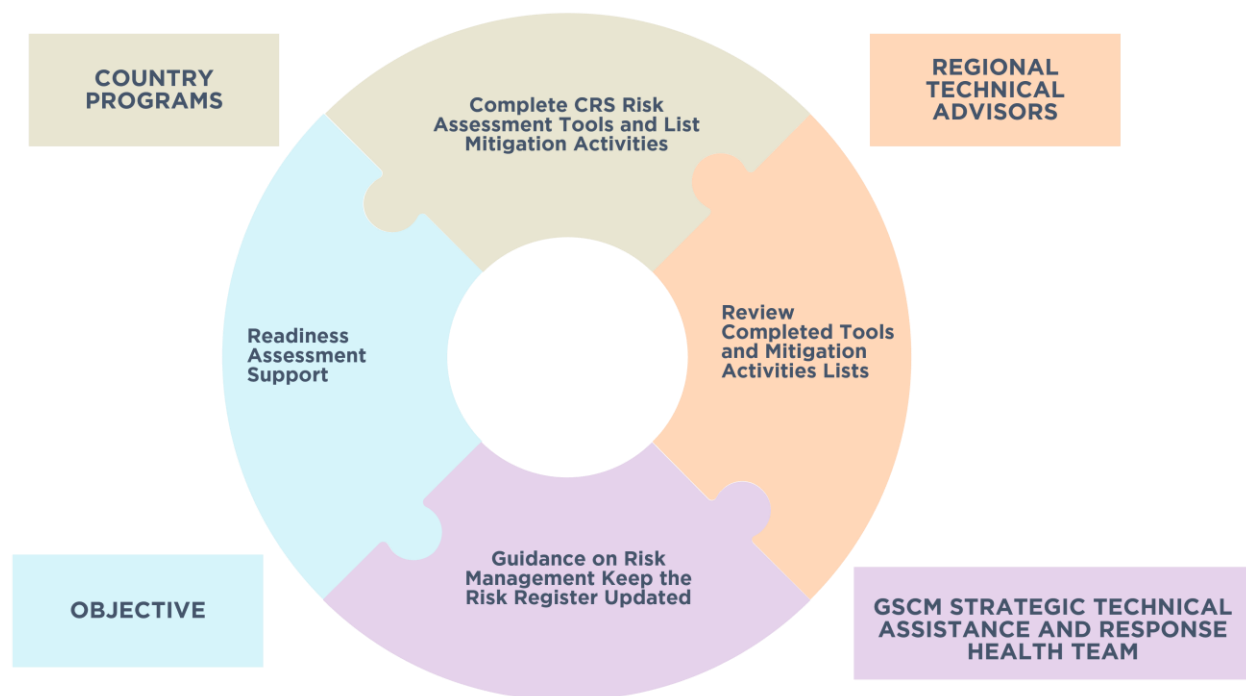 COUNTRY
PROGRAMS
REGIONAL
TECHNICAL
ADVISORS
Complete CRS Risk
Assessment Tools and List
Mitigation Activities
Readiness
Assessment
Support
Review
Completed Tools
and Mitigation
Activities Lists
Guidance on Risk
Management Keep the
Risk Register Updated
OBJECTIVE
GSCM STRATEGIC TECHNICAL
ASSISTANCE AND RESPONSE
HEALTH TEAM